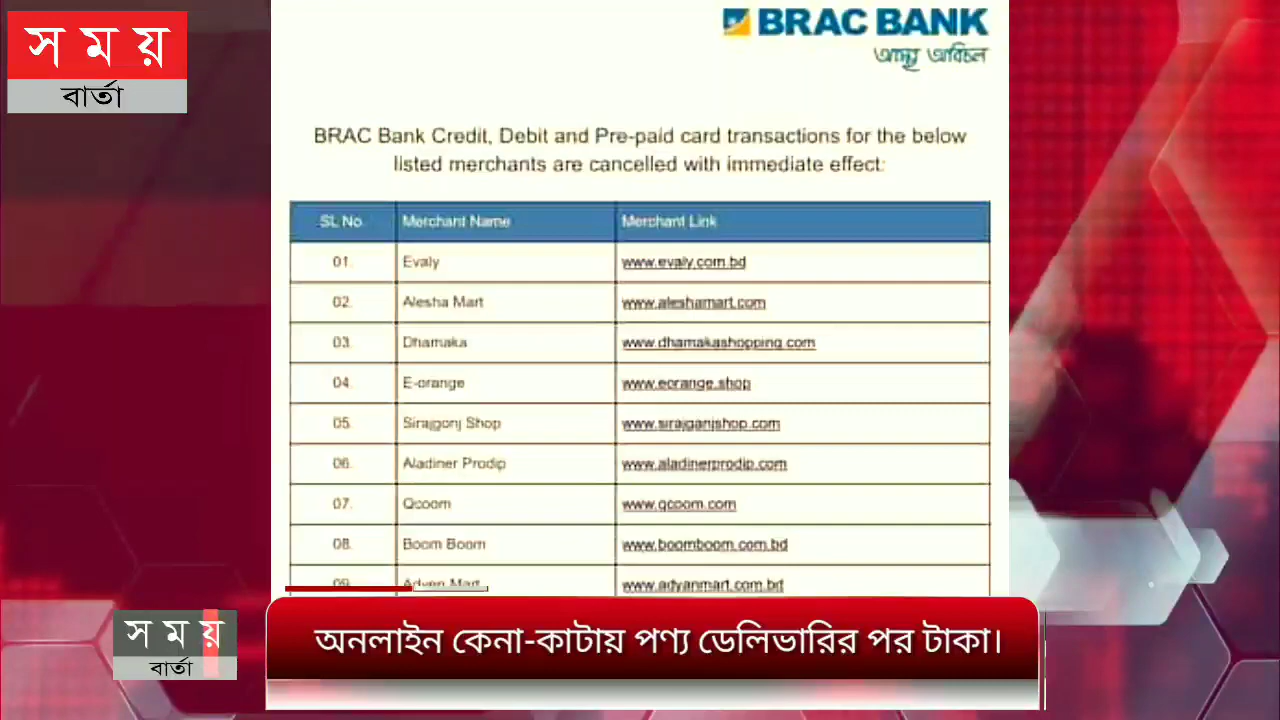 সময়
বার্তা
BRAC BANK
আস্থা অবিচল
BRAC Bank Credit, Debit and Pre-paid card transactions for the below
listed merchants are cancelled with immediate effect:
SL No. Merchant Name Merchant Link
01. Evaly www.evaly.com.bd
02. Alesha Mart www.aleshamart.com
03. Dhamaka www.dhamakashopping.com
04. E-orange www.eorange.shop
05. Sirajgonj Shop www.sirajganjshop.com
06. Aladiner Prodip www.aladinerprodip.com
07. Qcoom www.qcoom.com
08. Boom Boom www.boomboom.com.bd
09. Adyan Mart www.adyanmart.com.bd
সময়
বার্তা
অনলাইন কেনা-কাটায় পণ্য ডেলিভারির পর টাকা।